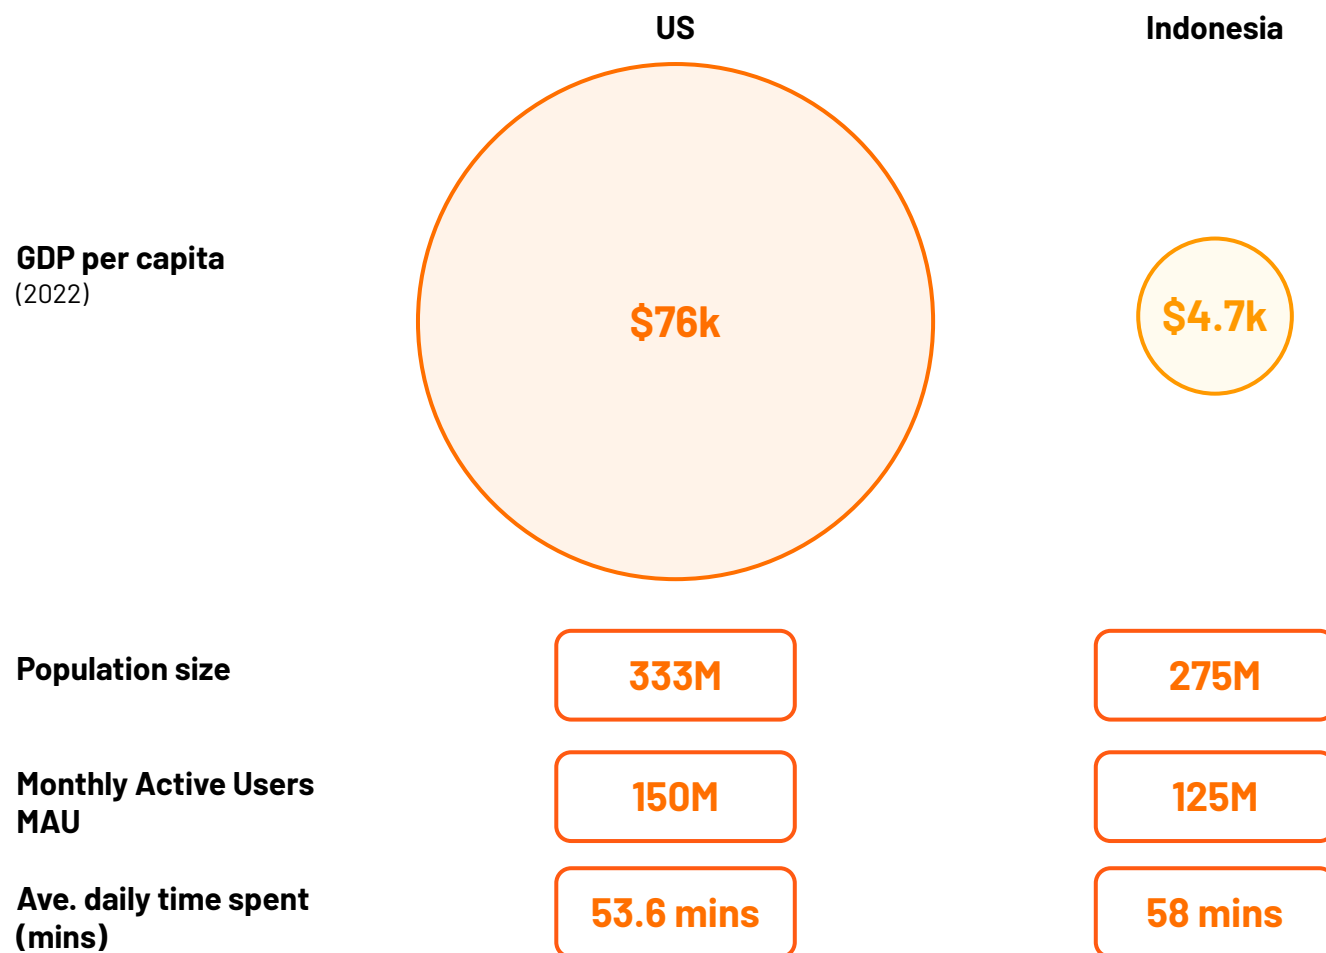 US
Indonesia
GDP per capita
(2022)
$76k
$4.7k
Population size
333M
275M
Monthly Active Users
MAU
150M
125M
Ave. daily time spent
(mins)
53.6 mins
58 mins